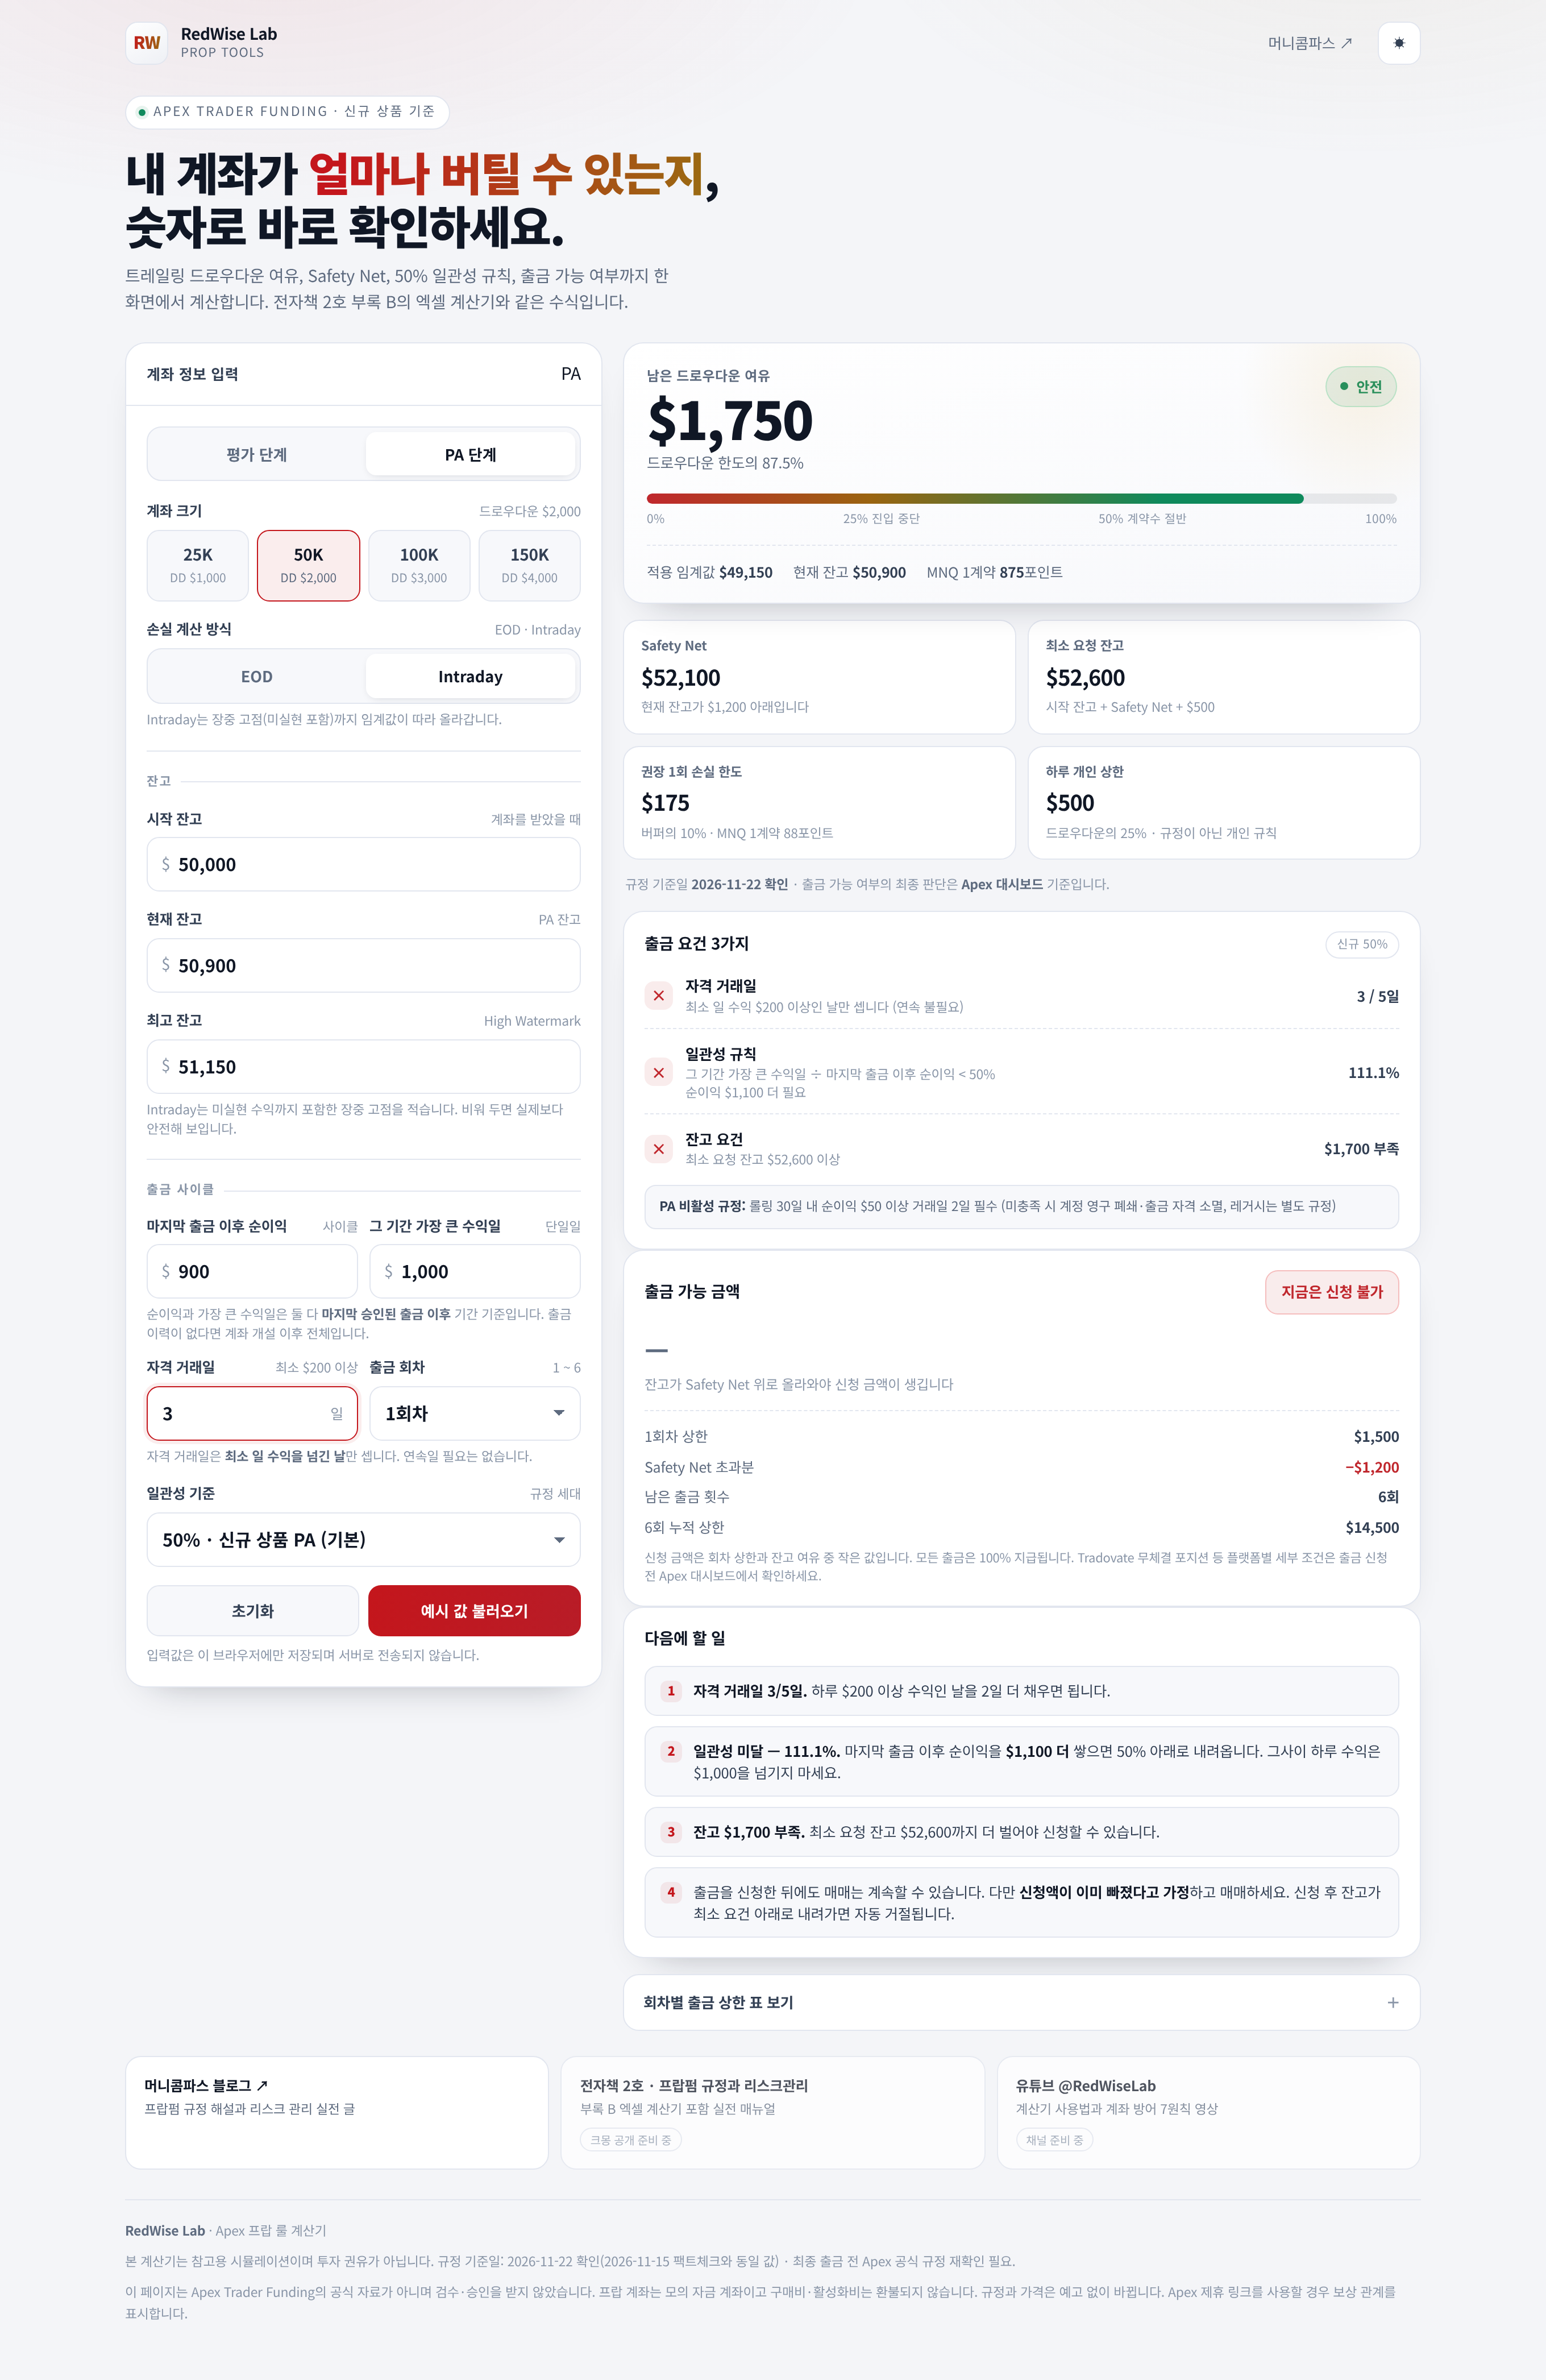 RW
RedWise Lab
PROP TOOLS
머니콤파스 ↗
APEX TRADER FUNDING · 신규 상품 기준
내 계좌가 얼마나 버틸 수 있는지,
숫자로 바로 확인하세요.
트레일링 드로우다운 여유, Safety Net, 50% 일관성 규칙, 출금 가능 여부까지 한
화면에서 계산합니다. 전자책 2호 부록 B의 엑셀 계산기와 같은 수식입니다.
계좌 정보 입력
PA
평가 단계
PA 단계
계좌 크기
드로우다운 $2,000
25K
DD $1,000
50K
DD $2,000
100K
DD $3,000
150K
DD $4,000
손실 계산 방식
EOD · Intraday
EOD
Intraday
Intraday는 장중 고점(미실현 포함)까지 임계값이 따라 올라갑니다.
잔고
시작 잔고
계좌를 받았을 때
$ 50,000
현재 잔고
PA 잔고
$ 50,900
최고 잔고
High Watermark
$ 51,150
Intraday는 미실현 수익까지 포함한 장중 고점을 적습니다. 비워 두면 실제보다
안전해 보입니다.
출금 사이클
마지막 출금 이후 순이익
사이클
$ 900
그 기간 가장 큰 수익일
단일일
$ 1,000
순이익과 가장 큰 수익일은 둘 다 마지막 승인된 출금 이후 기간 기준입니다. 출금
이력이 없다면 계좌 개설 이후 전체입니다.
자격 거래일
최소 $200 이상
3
일
출금 회차
1 ~ 6
1회차
자격 거래일은 최소 일 수익을 넘긴 날만 셉니다. 연속일 필요는 없습니다.
일관성 기준
규정 세대
50% · 신규 상품 PA (기본)
초기화
예시 값 불러오기
입력값은 이 브라우저에만 저장되며 서버로 전송되지 않습니다.
남은 드로우다운 여유
안전
$1,750
드로우다운 한도의 87.5%
0%
25% 진입 중단
50% 계약수 절반
100%
적용 임계값 $49,150
현재 잔고 $50,900
MNQ 1계약 875포인트
Safety Net
$52,100
현재 잔고가 $1,200 아래입니다
최소 요청 잔고
$52,600
시작 잔고 + Safety Net + $500
권장 1회 손실 한도
$175
버퍼의 10% · MNQ 1계약 88포인트
하루 개인 상한
$500
드로우다운의 25% · 규정이 아닌 개인 규칙
규정 기준일 2026-11-22 확인 · 출금 가능 여부의 최종 판단은 Apex 대시보드 기준입니다.
출금 요건 3가지
신규 50%
✕
자격 거래일
최소 일 수익 $200 이상인 날만 셉니다 (연속 불필요)
3 / 5일
✕
일관성 규칙
그 기간 가장 큰 수익일 ÷ 마지막 출금 이후 순이익 < 50%
순이익 $1,100 더 필요
111.1%
✕
잔고 요건
최소 요청 잔고 $52,600 이상
$1,700 부족
PA 비활성 규정: 롤링 30일 내 순이익 $50 이상 거래일 2일 필수 (미충족 시 계정 영구 폐쇄·출금 자격 소멸, 레거시는 별도 규정)
출금 가능 금액
지금은 신청 불가
—
잔고가 Safety Net 위로 올라와야 신청 금액이 생깁니다
1회차 상한
$1,500
Safety Net 초과분
−$1,200
남은 출금 횟수
6회
6회 누적 상한
$14,500
신청 금액은 회차 상한과 잔고 여유 중 작은 값입니다. 모든 출금은 100% 지급됩니다. Tradovate 무체결 포지션 등 플랫폼별 세부 조건은 출금 신청
전 Apex 대시보드에서 확인하세요.
다음에 할 일
1
자격 거래일 3/5일. 하루 $200 이상 수익인 날을 2일 더 채우면 됩니다.
2
일관성 미달 — 111.1%. 마지막 출금 이후 순이익을 $1,100 더 쌓으면 50% 아래로 내려옵니다. 그사이 하루 수익은
$1,000을 넘기지 마세요.
3
잔고 $1,700 부족. 최소 요청 잔고 $52,600까지 더 벌어야 신청할 수 있습니다.
4
출금을 신청한 뒤에도 매매는 계속할 수 있습니다. 다만 신청액이 이미 빠졌다고 가정하고 매매하세요. 신청 후 잔고가
최소 요건 아래로 내려가면 자동 거절됩니다.
회차별 출금 상한 표 보기
+
머니콤파스 블로그 ↗
프랍펌 규정 해설과 리스크 관리 실전 글
전자책 2호 · 프랍펌 규정과 리스크관리
부록 B 엑셀 계산기 포함 실전 매뉴얼
크몽 공개 준비 중
유튜브 @RedWiseLab
계산기 사용법과 계좌 방어 7원칙 영상
채널 준비 중
RedWise Lab · Apex 프랍 룰 계산기
본 계산기는 참고용 시뮬레이션이며 투자 권유가 아닙니다. 규정 기준일: 2026-11-22 확인(2026-11-15 팩트체크와 동일 값) · 최종 출금 전 Apex 공식 규정 재확인 필요.
이 페이지는 Apex Trader Funding의 공식 자료가 아니며 검수·승인을 받지 않았습니다. 프랍 계좌는 모의 자금 계좌이고 구매비·활성화비는 환불되지 않습니다. 규정과 가격은 예고 없이 바뀝니다. Apex 제휴 링크를 사용할 경우 보상 관계를
표시합니다.